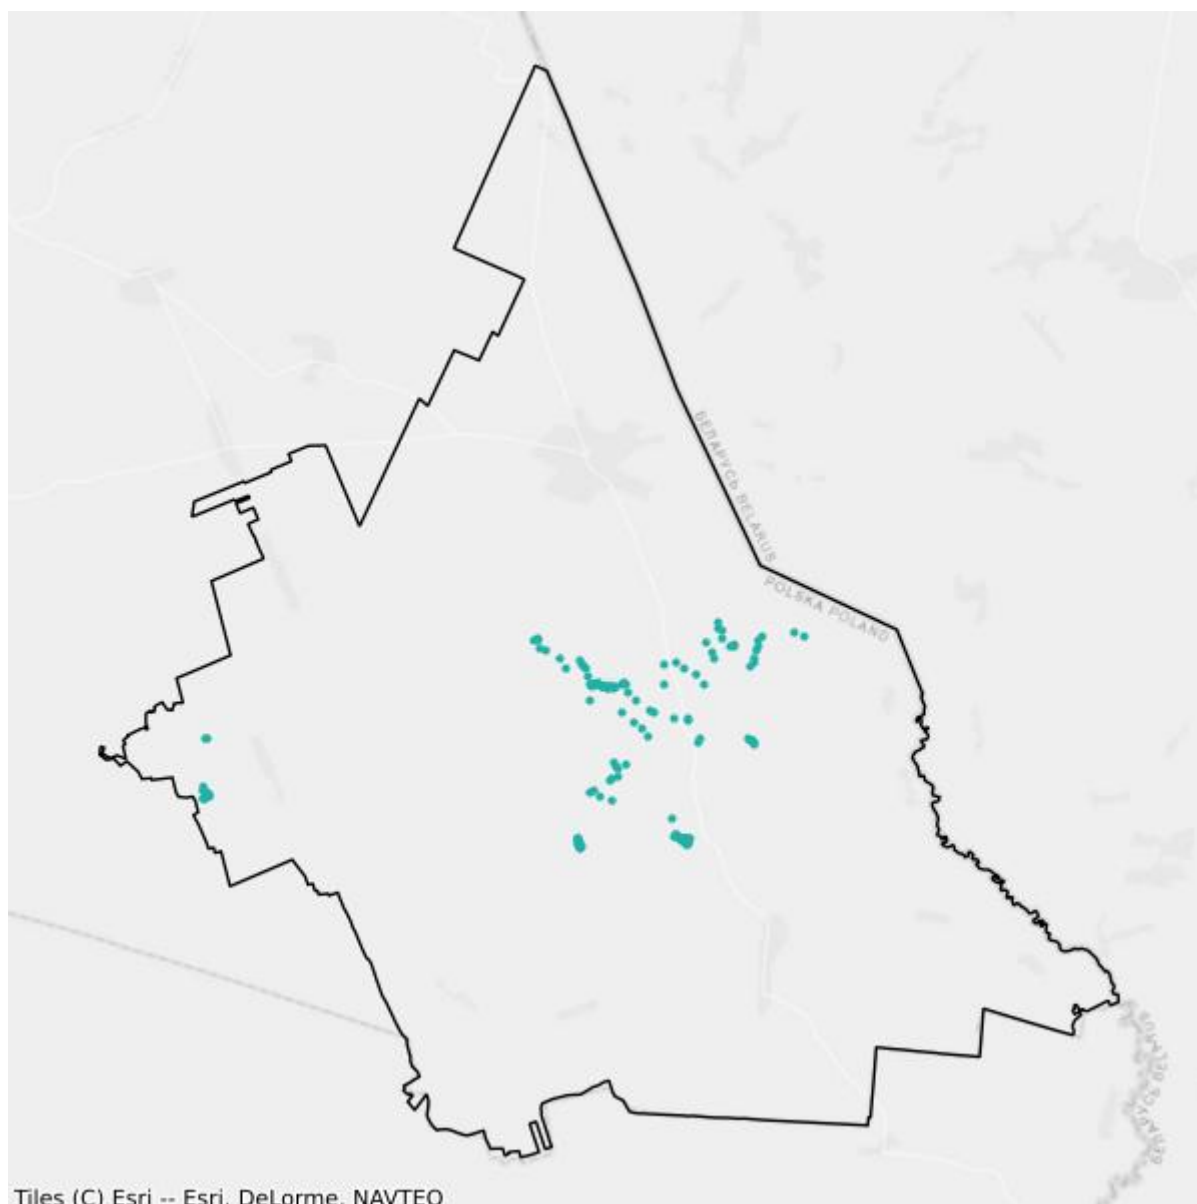 БЕЛАРУСЬ BELARUS
POLSKA POLAND
Tiles (C) Esri -- Esri, DeLorme, NAVTEQ